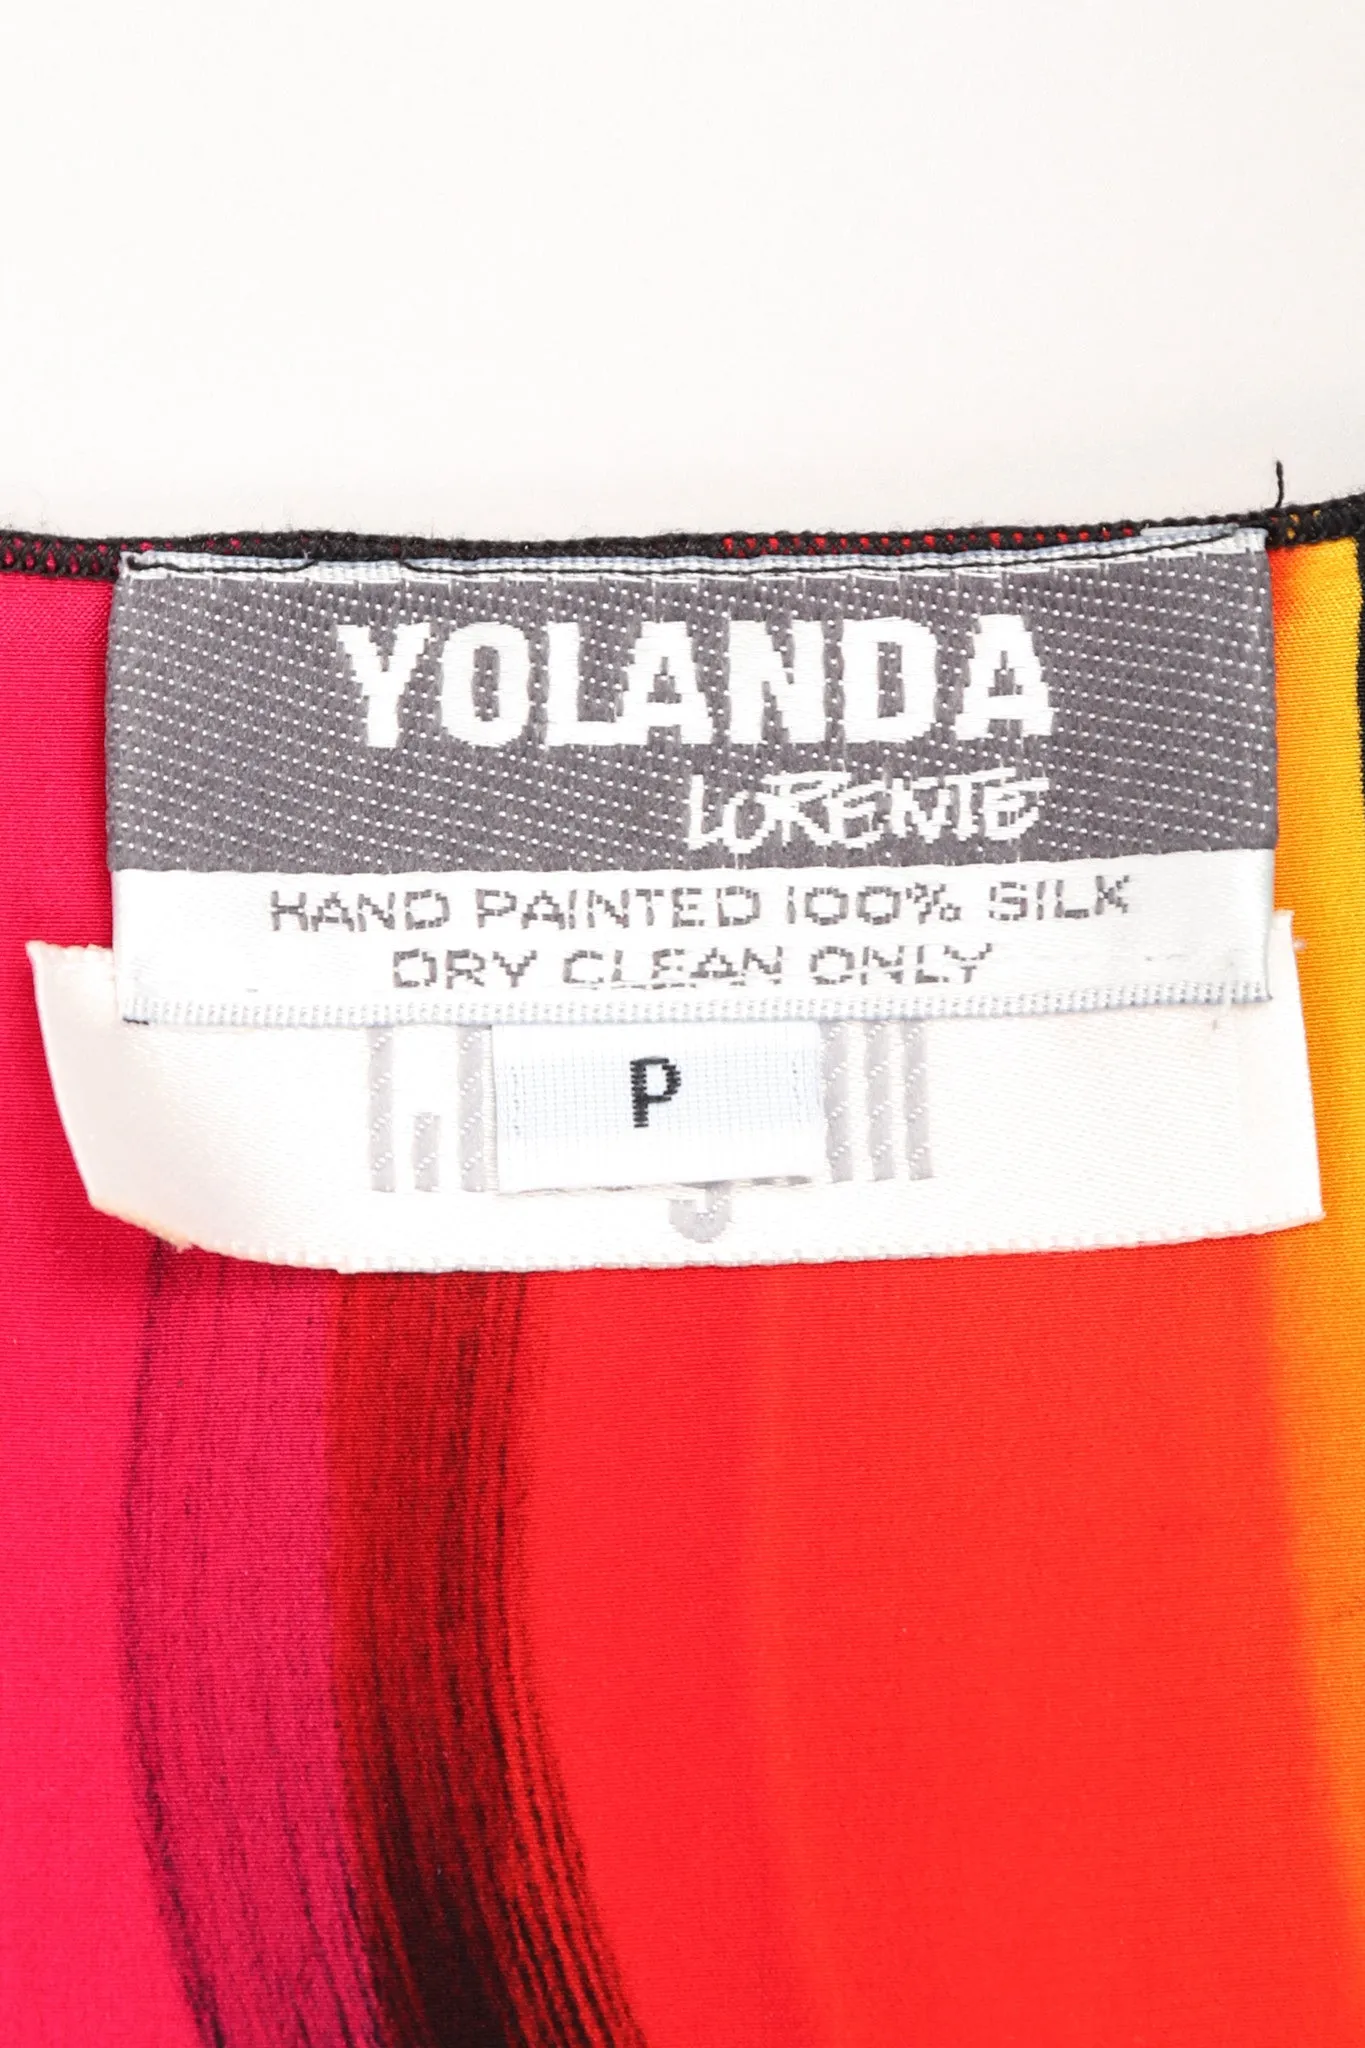 YOLANDA
LORENTE
HAND PAINTED 100% SILK
DRY CLEAN ONLY
P